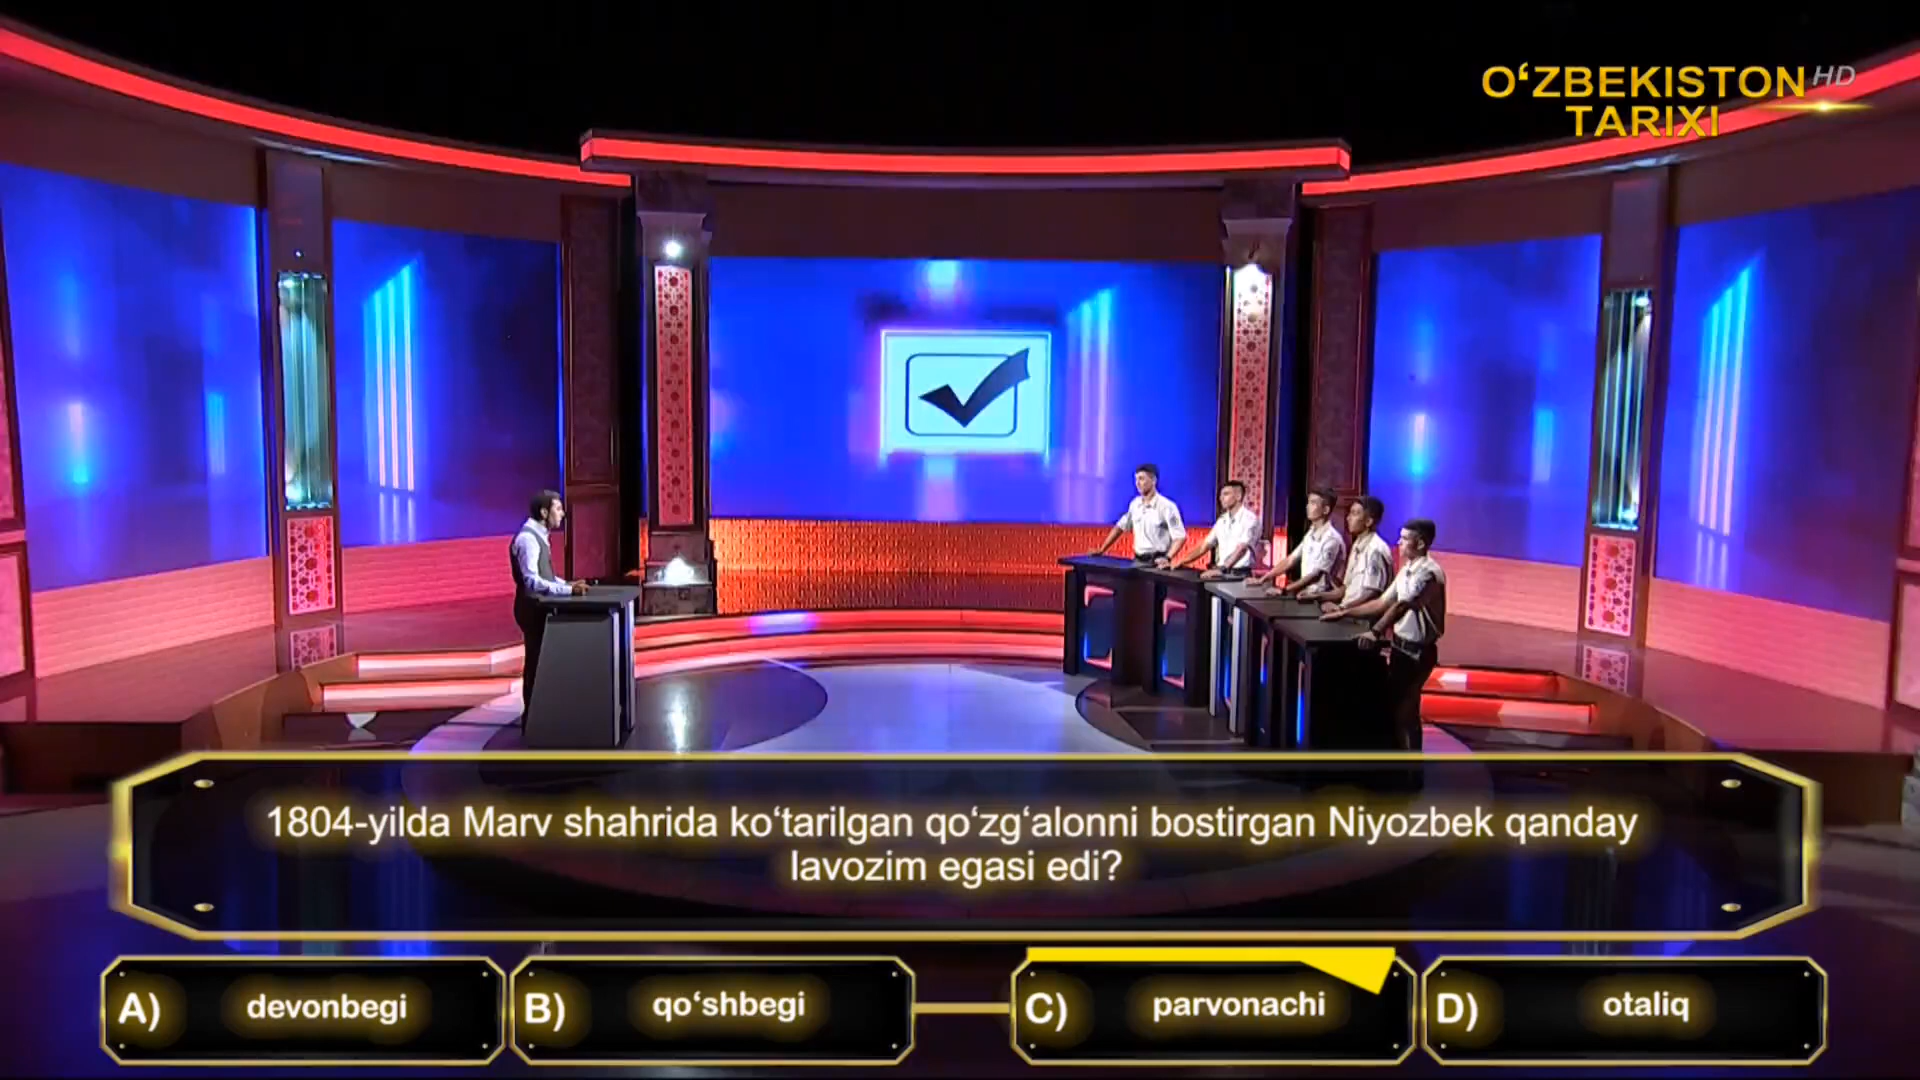 O‘ZBEKISTON HD
TARIXI
1804-yilda Marv shahrida ko‘tarilgan qo‘zg‘alonni bostirgan Niyozbek qanday
lavozim egasi edi?
A) devonbegi
B) qo‘shbegi
C) parvonachi
D) otaliq